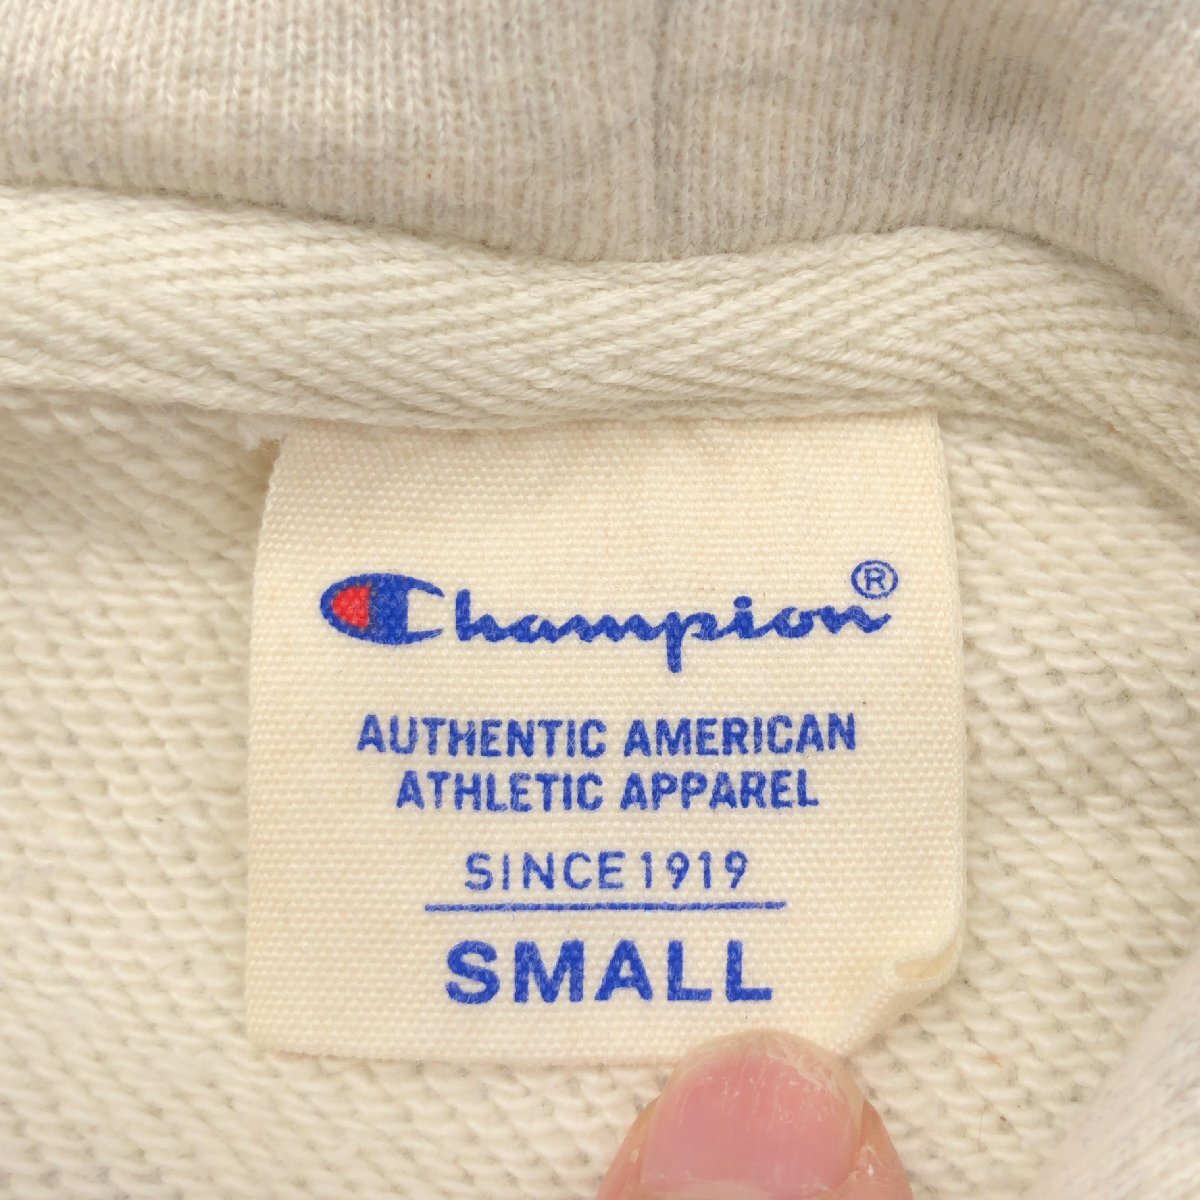 Champion®
AUTHENTIC AMERICAN
ATHLETIC APPAREL
SINCE 1919
SMALL